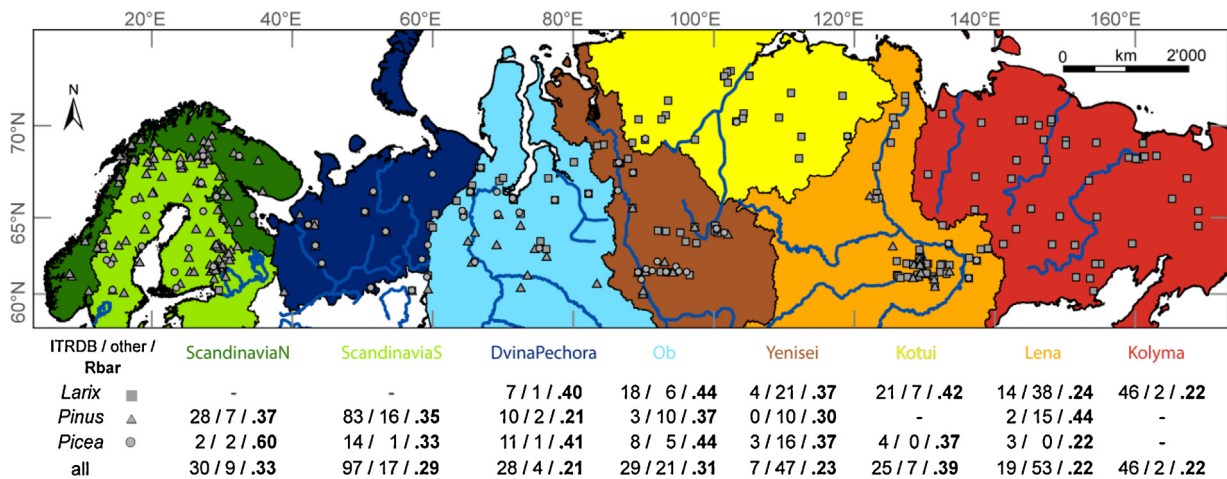 20°E 40°E 60°E 80°E 100°E 120°E 140°E 160°E
0 km 2'000
N
70°N
65°N
60°N
ITRDB / other / Rbar ScandinaviaN ScandinaviaS DvinaPechora Ob Yenisei Kotui Lena Kolyma
Larix - - 7 / 1 / .40 18 / 6 / .44 4 / 21 / .37 21 / 7 / .42 14 / 38 / .24 46 / 2 / .22
Pinus 28 / 7 / .37 83 / 16 / .35 10 / 2 / .21 3 / 10 / .37 0 / 10 / .30 - 2 / 15 / .44 -
Picea 2 / 2 / .60 14 / 1 / .33 11 / 1 / .41 8 / 5 / .44 3 / 16 / .37 4 / 0 / .37 3 / 0 / .22 -
all 30 / 9 / .33 97 / 17 / .29 28 / 4 / .21 29 / 21 / .31 7 / 47 / .23 25 / 7 / .39 19 / 53 / .22 46 / 2 / .22